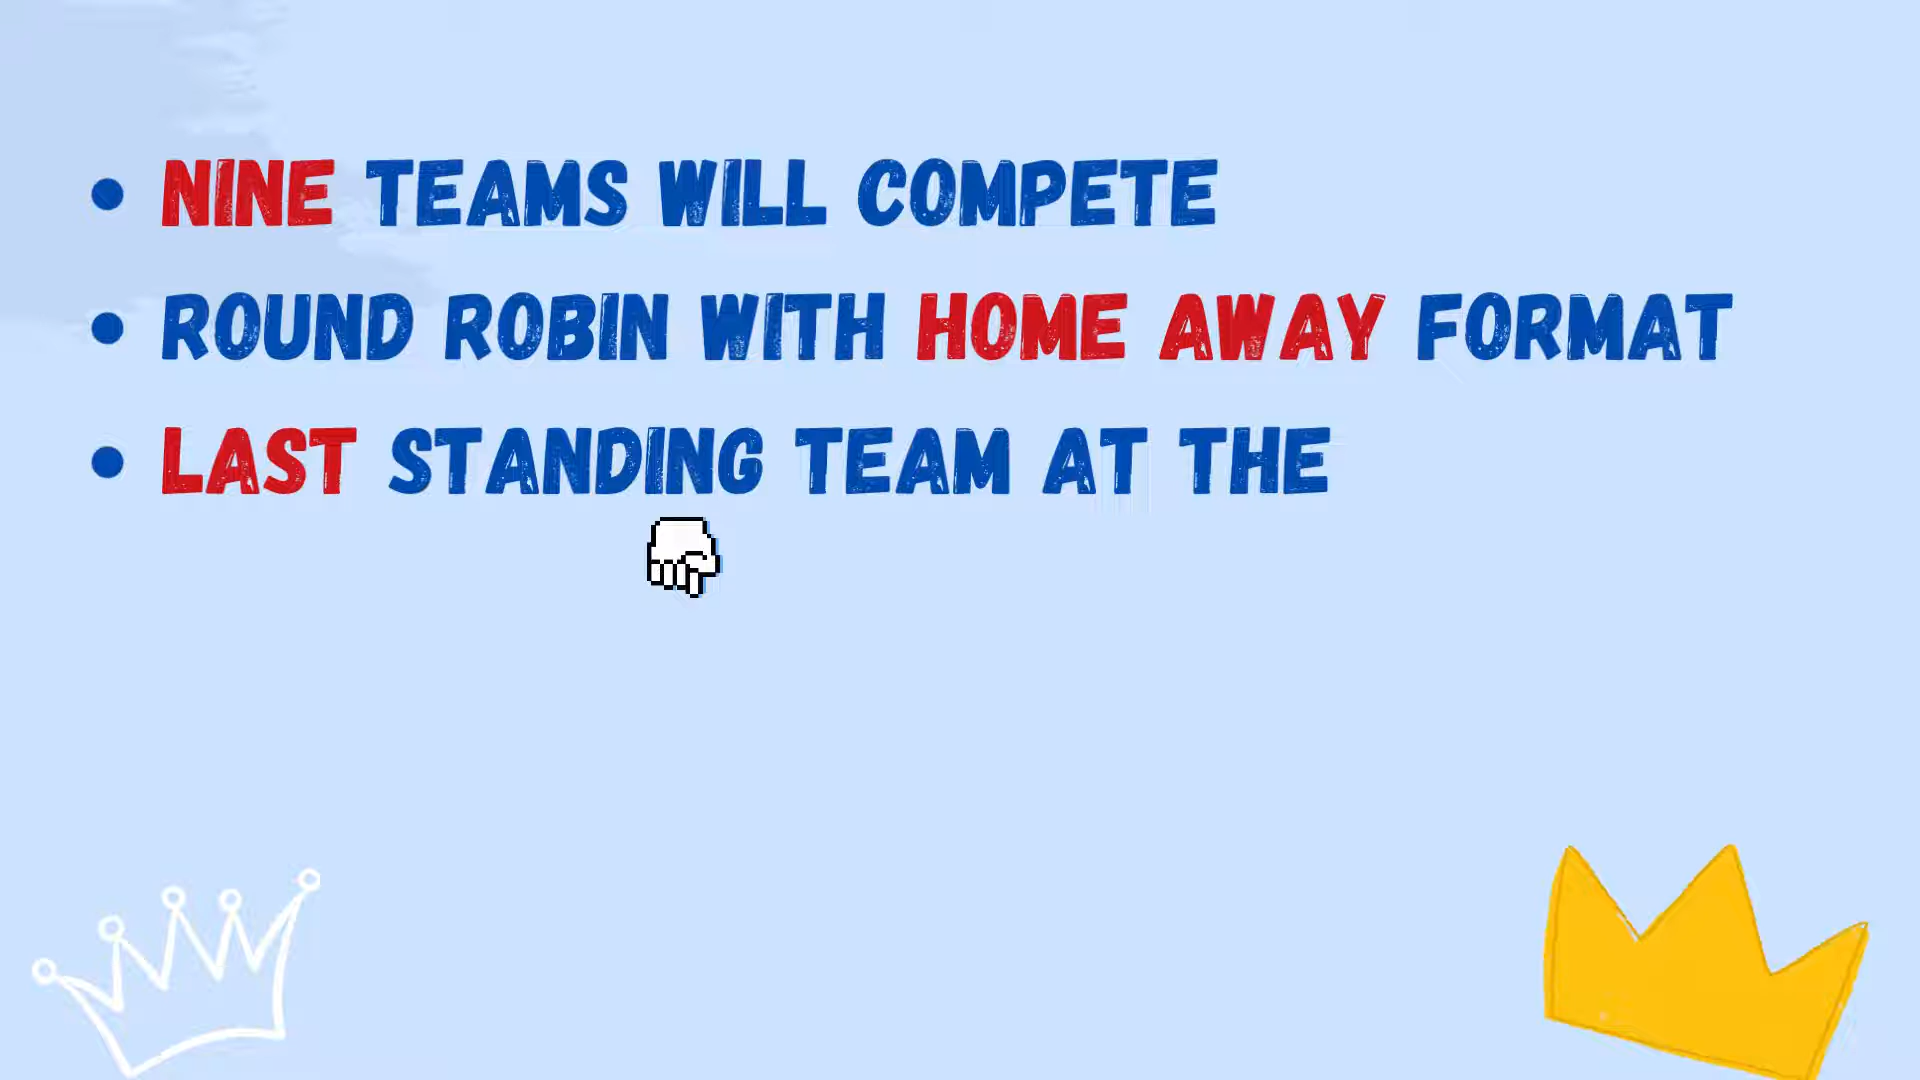 NINE TEAMS WILL COMPETE
ROUND ROBIN WITH HOME AWAY FORMAT
LAST STANDING TEAM AT THE